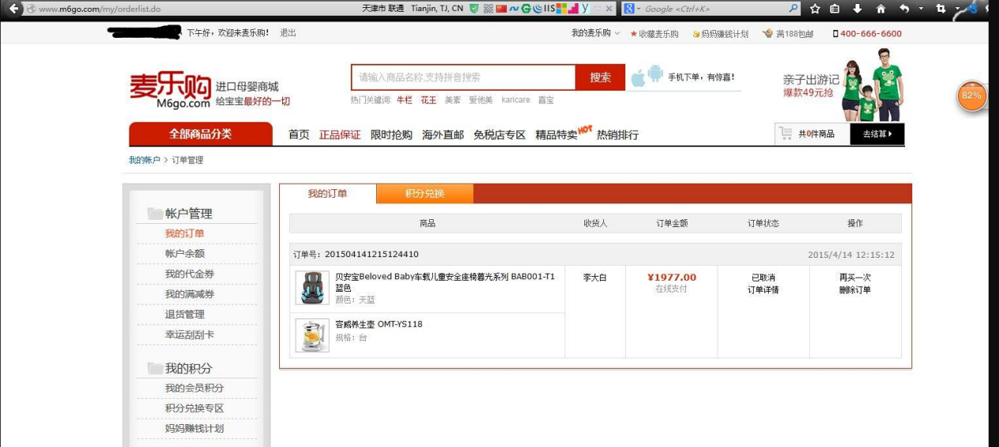 www.m6go.com/my/orderlist.do
天津市 联通 Tianjin, TJ, CN
IIS
Google <Ctrl+K>
下午好，欢迎来麦乐购！ 退出
我的麦乐购 收藏麦乐购 妈妈赚钱计划 满188包邮 400-666-6600
麦乐购
M6go.com
进口母婴商城
给宝宝最好的一切
请输入商品名称,支持拼音搜索
搜索
热门关键词: 牛栏 花王 美素 爱他美 karicare 喜宝
手机下单，有惊喜！
亲子出游记
爆款49元抢
82%
全部商品分类
首页 正品保证 限时抢购 海外直邮 免税店专区 精品特卖 HOT 热销排行
共0件商品 去结算
我的帐户 > 订单管理
帐户管理
我的订单
帐户余额
我的代金券
我的满减券
退货管理
幸运刮刮卡
我的积分
我的会员积分
积分兑换专区
妈妈赚钱计划
我的订单 积分兑换
商品 收货人 订单金额 订单状态 操作
订单号：201504141215124410 2015/4/14 12:15:12
贝安宝Beloved Baby车载儿童安全座椅暮光系列 BAB001-T1
蓝色
颜色：天蓝
李大白
¥1977.00
在线支付
已取消
订单详情
再买一次
删除订单
容威养生壶 OMT-YS118
规格：台